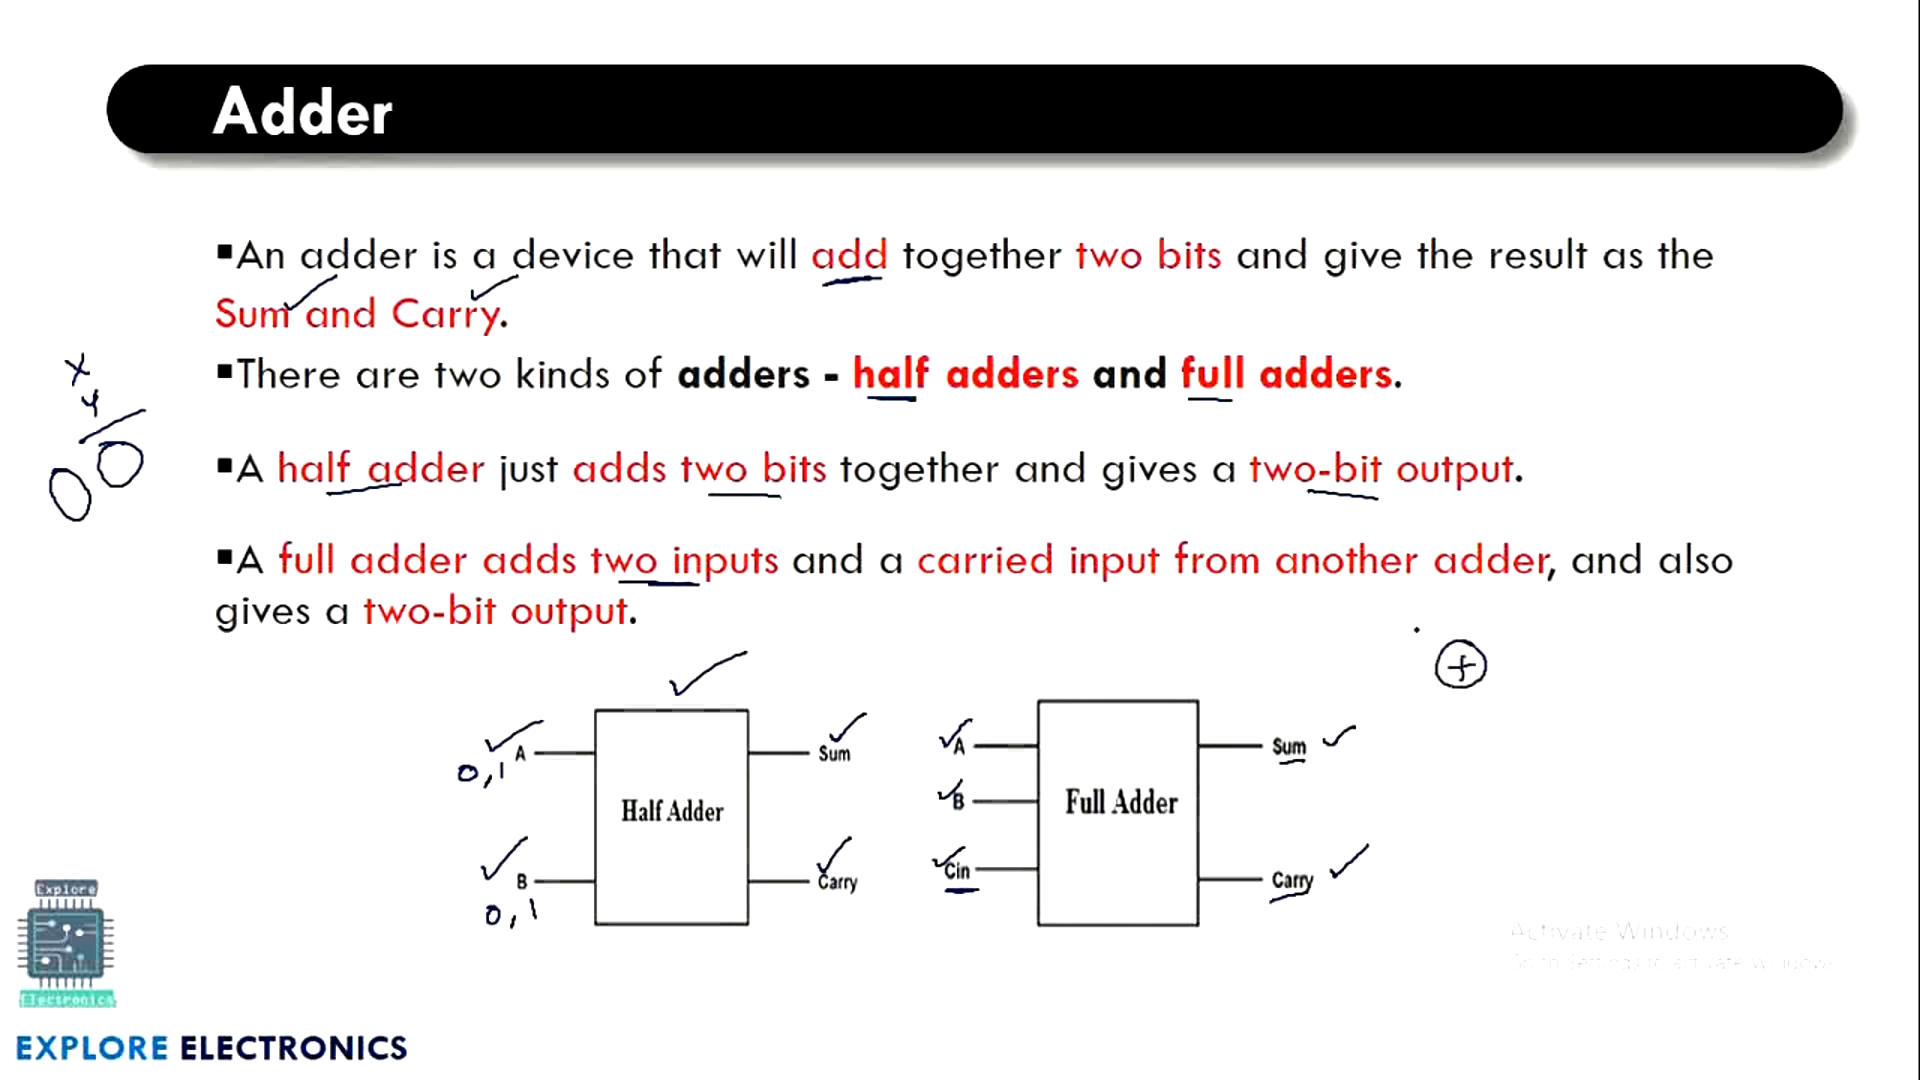 Adder
▪An adder is a device that will add together two bits and give the result as the
Sum and Carry.
▪There are two kinds of adders - half adders and full adders.
▪A half adder just adds two bits together and gives a two-bit output.
▪A full adder adds two inputs and a carried input from another adder, and also
gives a two-bit output.
x
y
0 0
+
A
0,1
B
0,1
Half Adder
Sum
Carry
A
B
Cin
Full Adder
Sum
Carry
Activate Windows
Explore
Electronics
EXPLORE ELECTRONICS